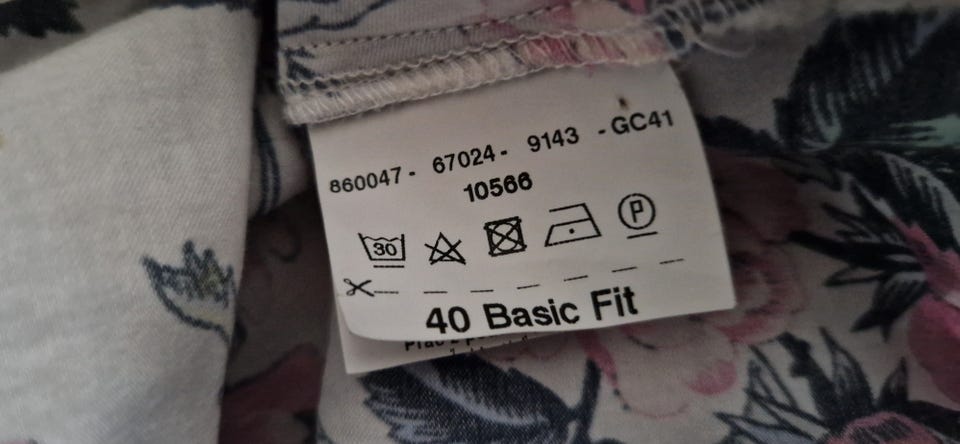 860047 - 67024 - 9143 - GC41
10566
30
P
40 Basic Fit